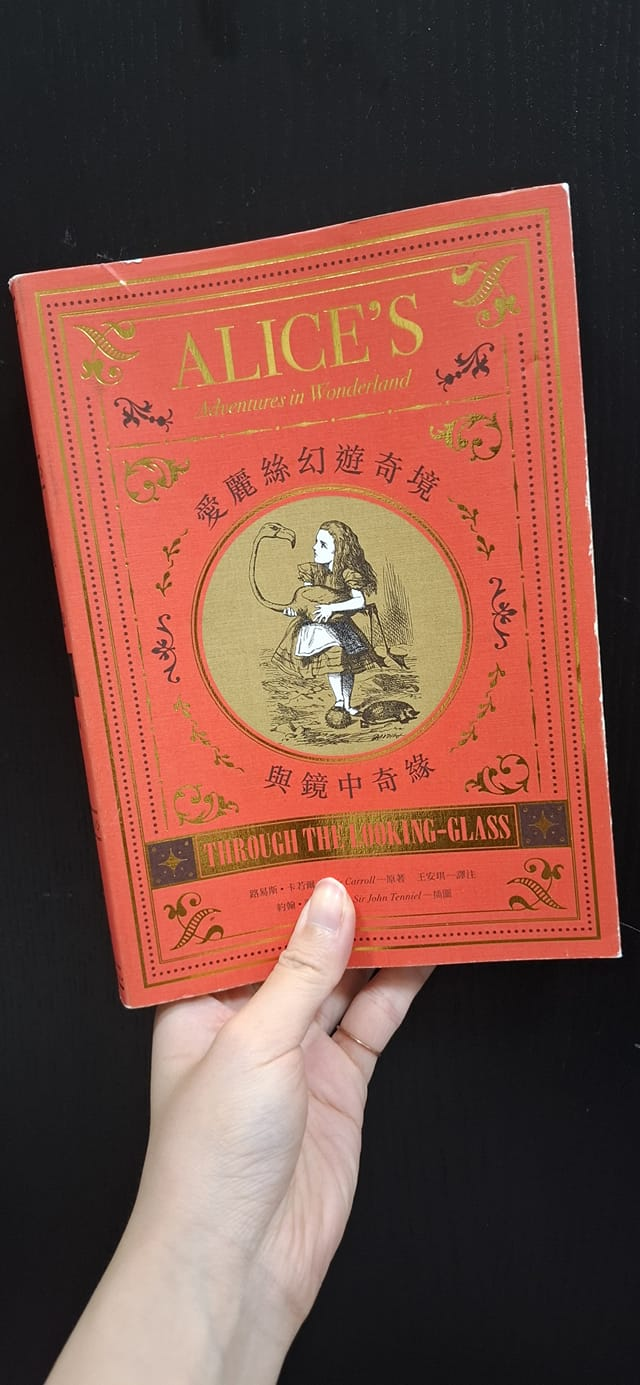 ALICE'S
Adventures in Wonderland
愛麗絲幻遊奇境
與鏡中奇緣
THROUGH THE LOOKING-GLASS
路易斯・卡若爾 Carroll—原著 王安琪—譯注
約翰・ Sir John Tenniel—插圖